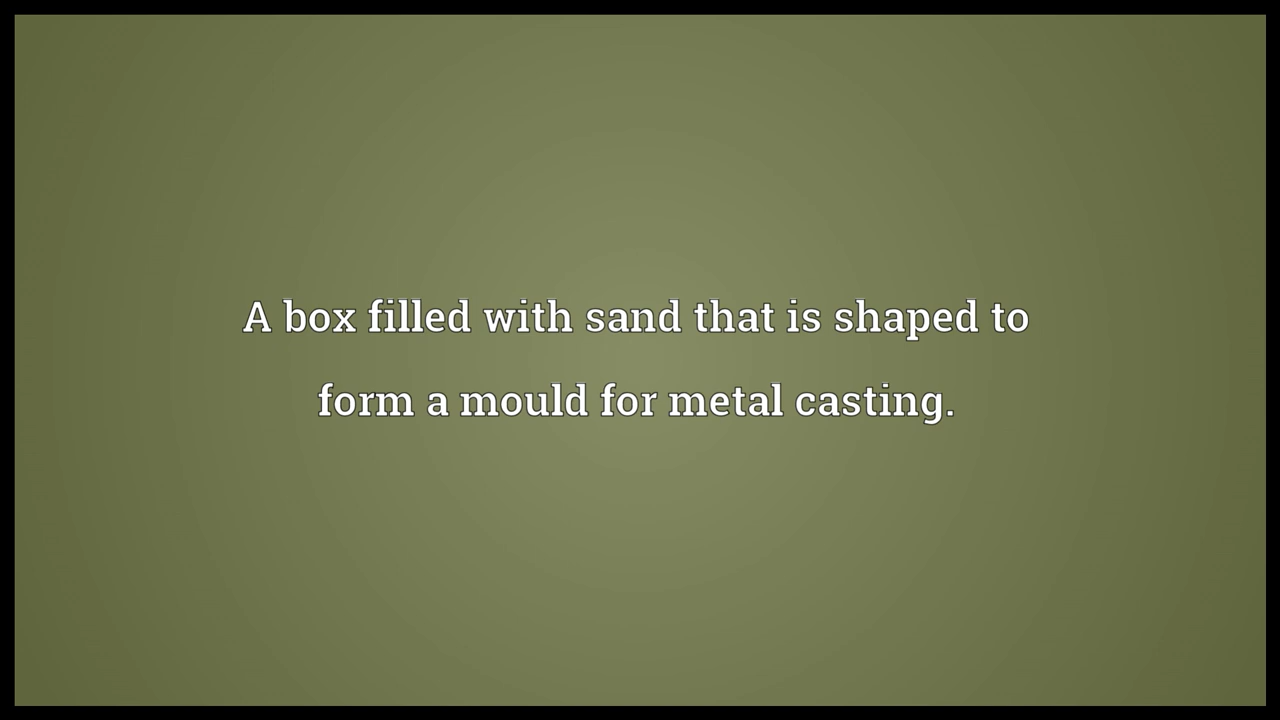 A box filled with sand that is shaped to
form a mould for metal casting.